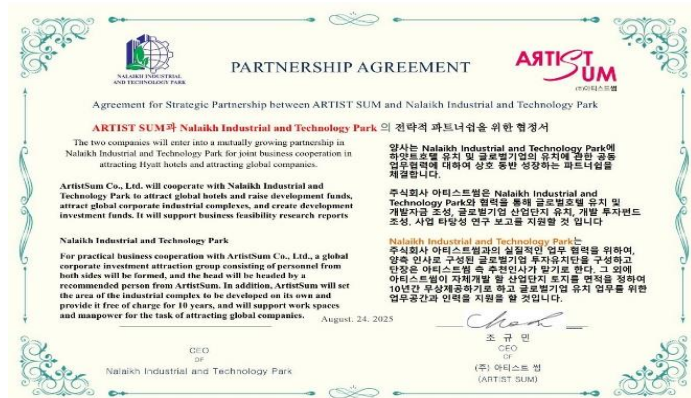 NALAIKH INDUSTRIAL
AND TECHNOLOGY PARK
PARTNERSHIP AGREEMENT
ARTIST
SUM
(주)아티스트썸
Agreement for Strategic Partnership between ARTIST SUM and Nalaikh Industrial and Technology Park
ARTIST SUM과 Nalaikh Industrial and Technology Park 의 전략적 파트너쉽을 위한 협정서
The two companies will enter into a mutually growing partnership in
Nalaikh Industrial and Technology Park for joint business cooperation in
attracting Hyatt hotels and attracting global companies.
ArtistSum Co., Ltd. will cooperate with Nalaikh Industrial and
Technology Park to attract global hotels and raise development funds,
attract global corporate industrial complexes, and create development
investment funds. It will support business feasibility research reports
Nalaikh Industrial and Technology Park
For practical business cooperation with ArtistSum Co., Ltd., a global
corporate investment attraction group consisting of personnel from
both sides will be formed, and the head will be headed by a
recommended person from ArtistSum. In addition, ArtistSum will set
the area of the industrial complex to be developed on its own and
provide it free of charge for 10 years, and will support work spaces
and manpower for the task of attracting global companies.
양사는 Nalaikh Industrial and Technology Park에
하얏트호텔 유치 및 글로벌기업의 유치에 관한 공동
업무협력에 대하여 상호 동반 성장하는 파트너쉽을
체결합니다.
주식회사 아티스트썸은 Nalaikh Industrial and
Technology Park와 협력을 통해 글로벌호텔 유치 및
개발자금 조성, 글로벌기업 산업단지 유치, 개발 투자펀드
조성, 사업 타당성 연구 보고를 지원할 것 입니다
Nalaikh Industrial and Technology Park는
주식회사 아티스트썸과의 실질적인 업무 협력을 위하여,
양측 인사로 구성된 글로벌기업 투자유치단을 구성하고
단장은 아티스트썸 측 추천인사가 맡기로 한다. 그 외에
아티스트썸이 자체개발 할 산업단지 토지를 면적을 정하여
10년간 무상제공하기로 하고 글로벌기업 유치 업무를 위한
업무공간과 인력을 지원을 할 것입니다.
August. 24, 2025
CEO
OF
Nalaikh Industrial and Technology Park
조 규 민
CEO
OF
(주) 아티스트 썸
(ARTIST SUM)